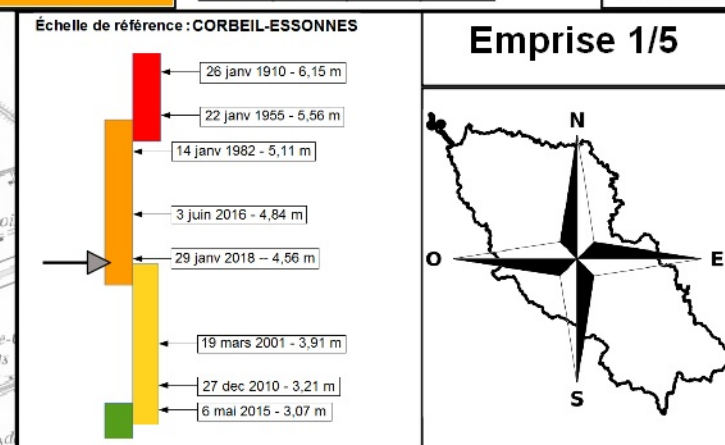 Échelle de référence : CORBEIL-ESSONNES
26 janv 1910 - 6,15 m
22 janv 1955 - 5,56 m
14 janv 1982 - 5,11 m
3 juin 2016 - 4,84 m
29 janv 2018 -- 4,56 m
19 mars 2001 - 3,91 m
27 dec 2010 - 3,21 m
6 mai 2015 - 3,07 m
Emprise 1/5
N
O
E
S